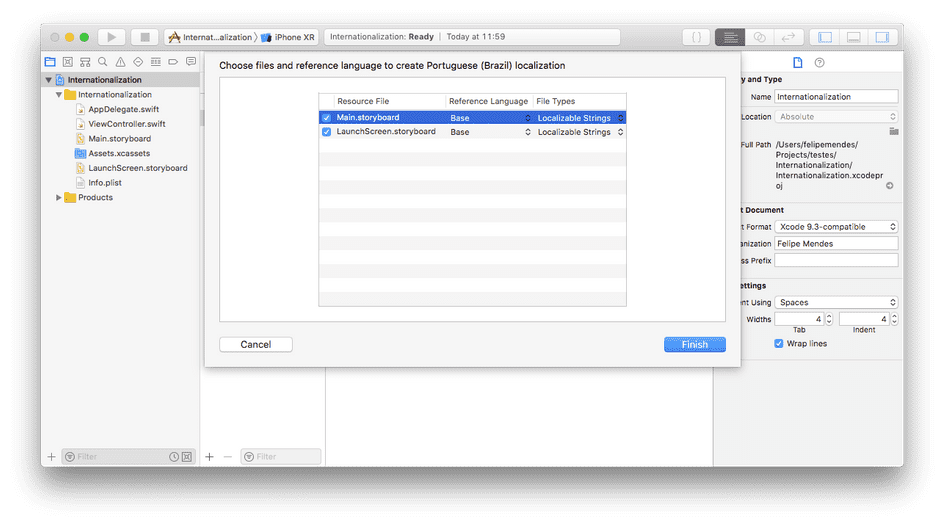 Internat...alization
iPhone XR
Internationalization: Ready | Today at 11:59
Choose files and reference language to create Portuguese (Brazil) localization
Resource File Reference Language File Types
Main.storyboard Base Localizable Strings
LaunchScreen.storyboard Base Localizable Strings
Cancel
Finish
Internationalization
Internationalization
AppDelegate.swift
ViewController.swift
Main.storyboard
Assets.xcassets
LaunchScreen.storyboard
Info.plist
Products
Filter
Filter
y and Type
Name Internationalization
Location Absolute
Full Path /Users/felipemendes/
Projects/testes/
Internationalization/
Internationalization.xcodepr
oj
t Document
t Format Xcode 9.3-compatible
anization Felipe Mendes
ss Prefix
ettings
ent Using Spaces
Widths 4 4
Tab Indent
Wrap lines